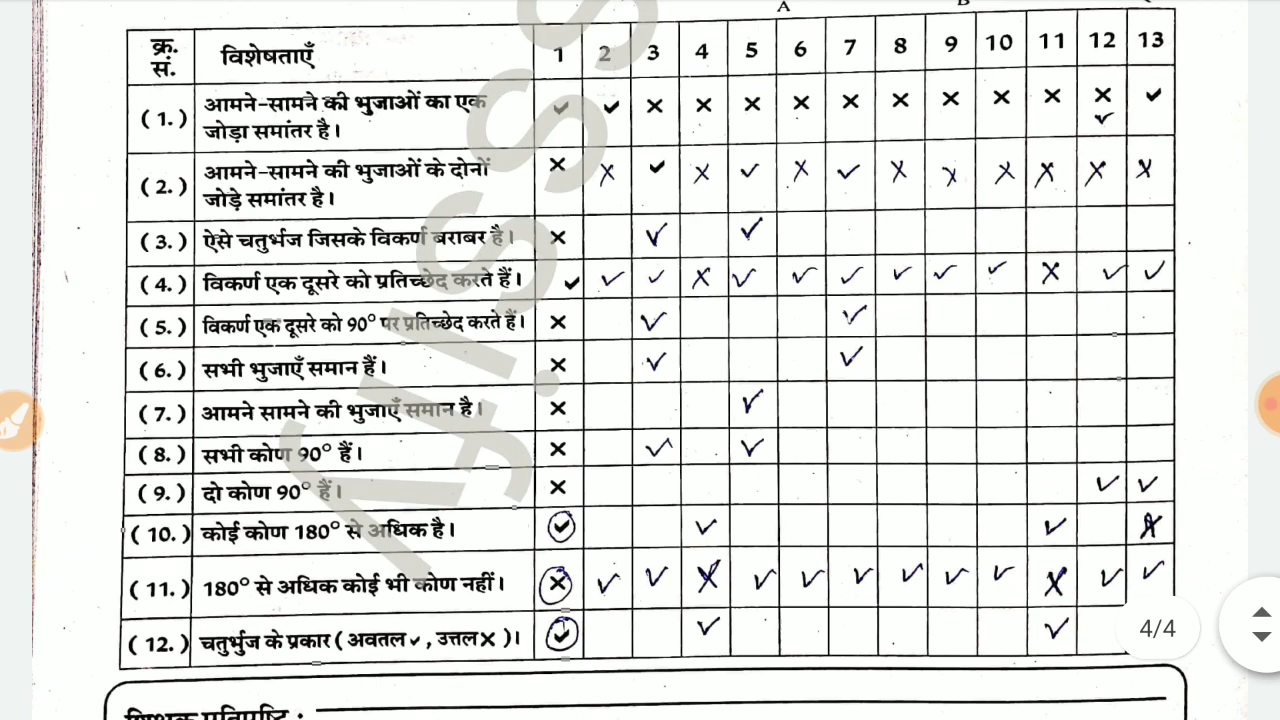 A B
क्र. सं. विशेषताएँ 1 2 3 4 5 6 7 8 9 10 11 12 13
( 1. ) आमने-सामने की भुजाओं का एक ✓ ✓ × × × × × × × × × × ✓
जोड़ा समांतर है। ✓
( 2. ) आमने-सामने की भुजाओं के दोनों × × ✓ × ✓ × ✓ × × × × × ×
जोड़े समांतर है।
( 3. ) ऐसे चतुर्भज जिसके विकर्ण बराबर है। × ✓ ✓
( 4. ) विकर्ण एक दूसरे को प्रतिच्छेद करते हैं। ✓ ✓ ✓ × ✓ ✓ ✓ ✓ ✓ ✓ × ✓ ✓
( 5. ) विकर्ण एक दूसरे को 90° पर प्रतिच्छेद करते हैं। × ✓ ✓
( 6. ) सभी भुजाएँ समान हैं। × ✓ ✓
( 7. ) आमने सामने की भुजाएँ समान है। × ✓
( 8. ) सभी कोण 90° हैं। × ✓ ✓
( 9. ) दो कोण 90° हैं। × ✓ ✓
( 10. ) कोई कोण 180° से अधिक है। ✓ ✓ ✓ ×
( 11. ) 180° से अधिक कोई भी कोण नहीं। × ✓ ✓ × ✓ ✓ ✓ ✓ ✓ ✓ × ✓ ✓
( 12. ) चतुर्भुज के प्रकार ( अवतल ✓ , उत्तल × )। ✓ ✓ ✓
4/4